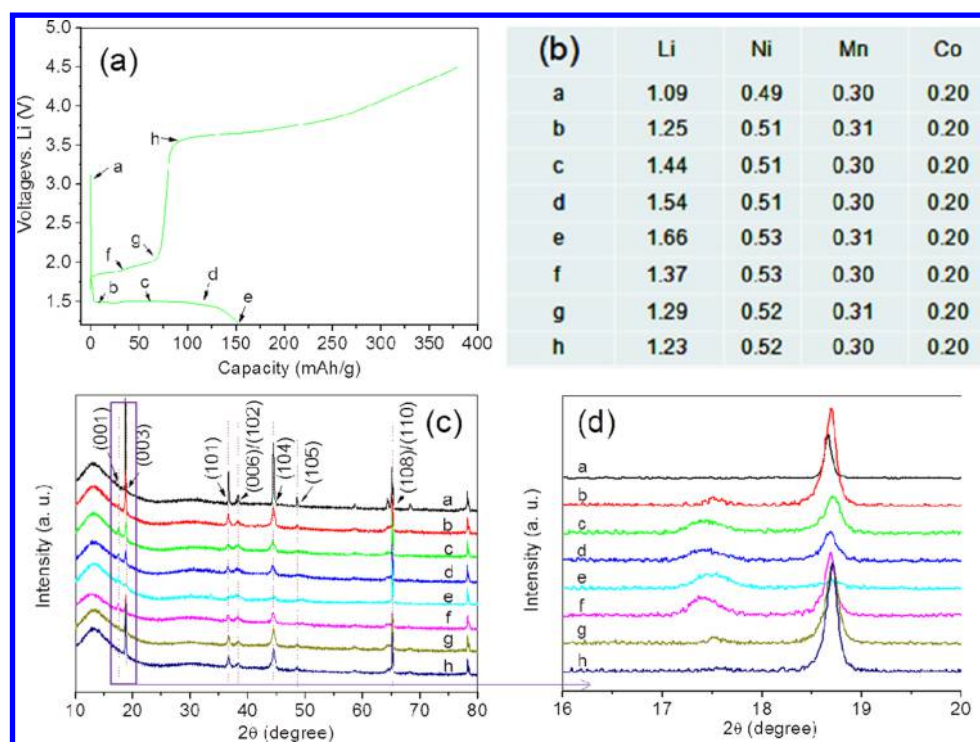 (a)
5.0
4.5
4.0
3.5
3.0
2.5
2.0
1.5
Voltagevs. Li (V)
a
h
f
g
b
c
d
e
0 50 100 150 200 250 300 350 400
Capacity (mAh/g)
(b) Li Ni Mn Co
a 1.09 0.49 0.30 0.20
b 1.25 0.51 0.31 0.20
c 1.44 0.51 0.30 0.20
d 1.54 0.51 0.30 0.20
e 1.66 0.53 0.31 0.20
f 1.37 0.53 0.30 0.20
g 1.29 0.52 0.31 0.20
h 1.23 0.52 0.30 0.20
(c)
Intensity (a. u.)
(001)
(003)
(101)
(006)/(102)
(104)
(105)
(108)/(110)
a
b
c
d
e
f
g
h
10 20 30 40 50 60 70 80
2θ (degree)
(d)
Intensity (a. u.)
a
b
c
d
e
f
g
h
16 17 18 19 20
2θ (degree)